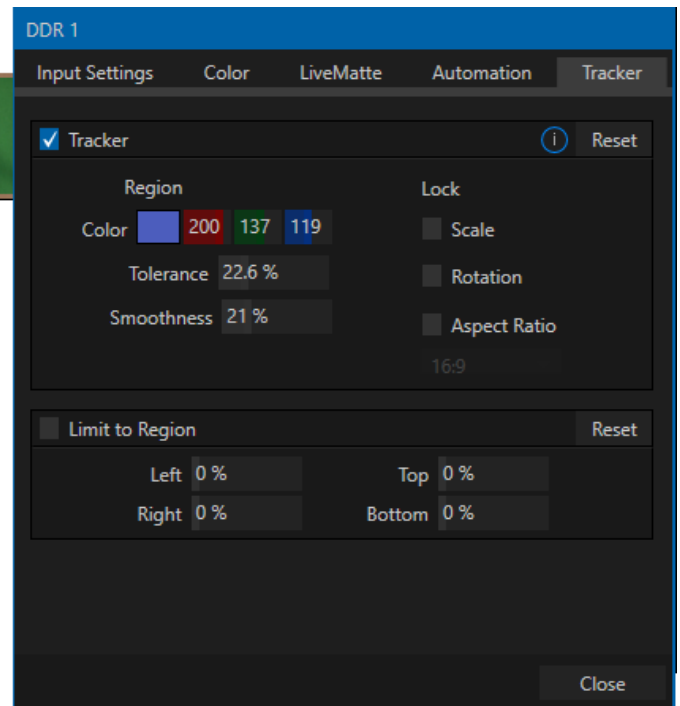 DDR 1
Input Settings Color LiveMatte Automation Tracker
Tracker i Reset
Region Lock
Color 200 137 119 Scale
Tolerance 22.6 % Rotation
Smoothness 21 % Aspect Ratio
16:9
Limit to Region Reset
Left 0 % Top 0 %
Right 0 % Bottom 0 %
Close